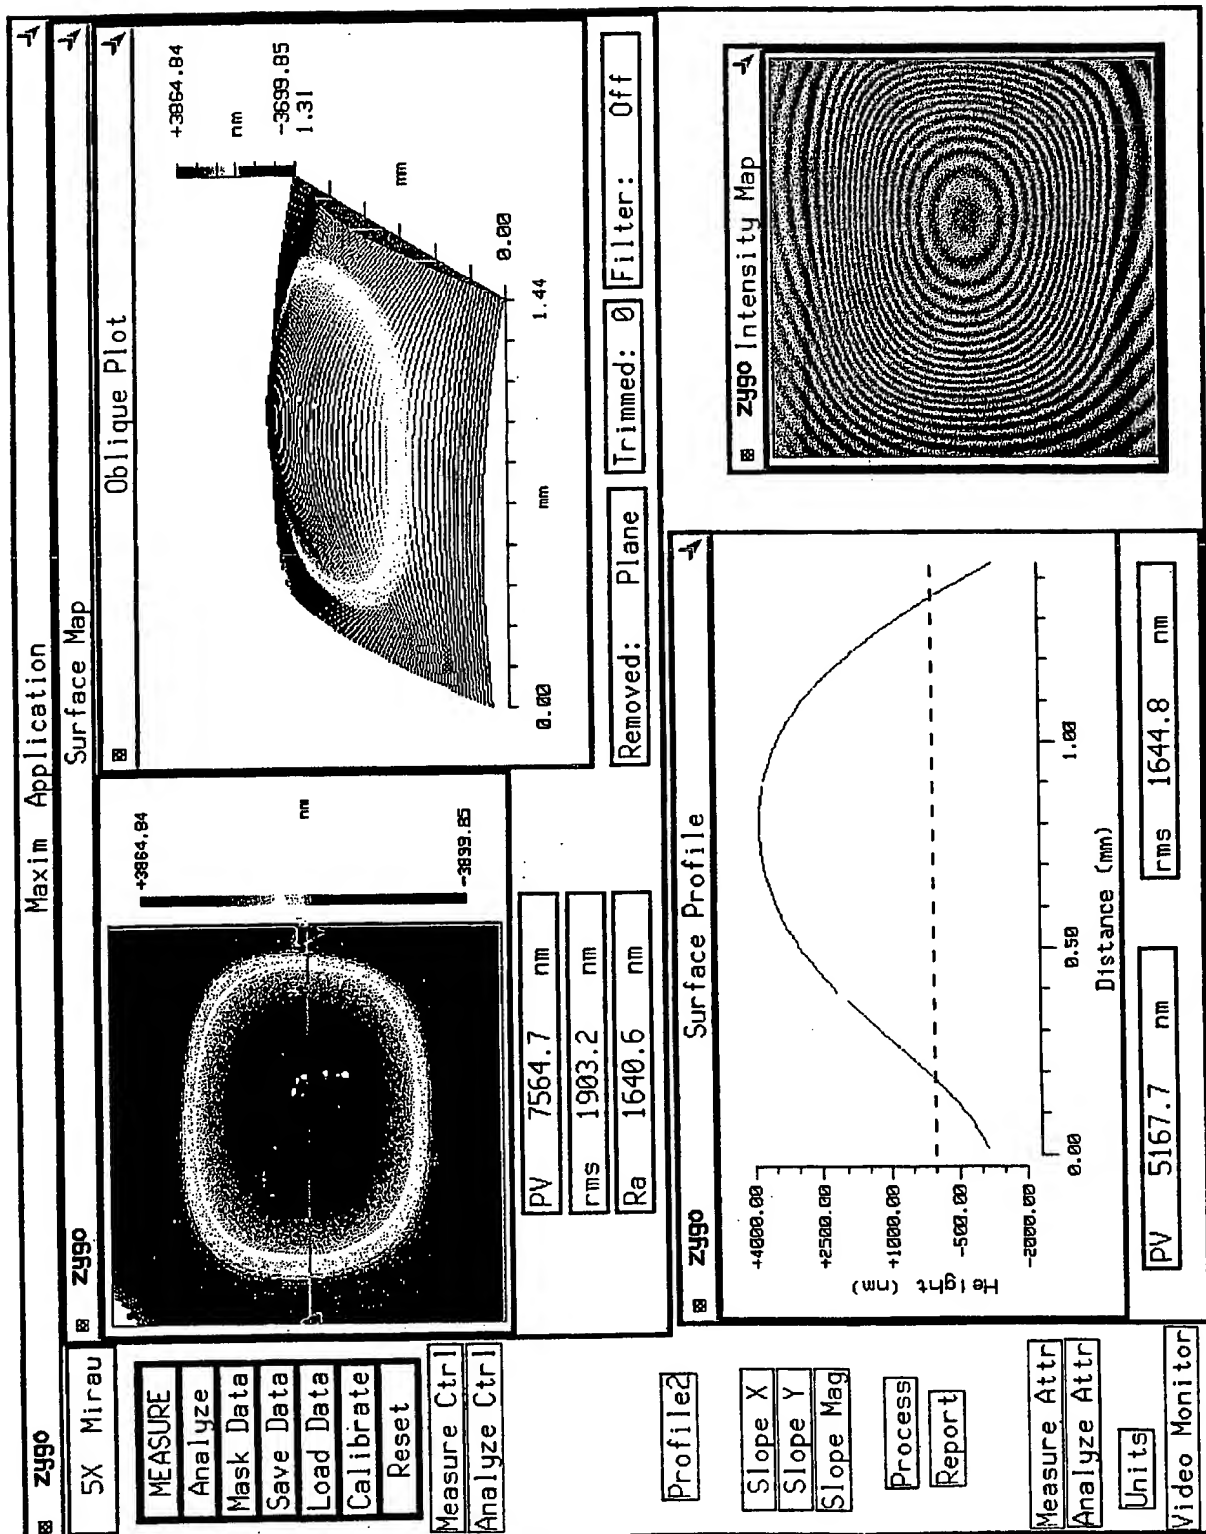 zygo
Maxim Application
5X Mirau
MEASURE
Analyze
Mask Data
Save Data
Load Data
Calibrate
Reset
Measure Ctrl
Analyze Ctrl
zygo
Surface Map
+3864.84
nm
-3899.85
PV 7564.7 nm
rms 1903.2 nm
Ra 1640.6 nm
Oblique Plot
+3864.84
nm
-3699.85
1.31
mm
0.00
1.44
mm
0.00
Removed: Plane
Trimmed: 0
Filter: Off
Profile2
Slope X
Slope Y
Slope Mag
Process
Report
Measure Attr
Analyze Attr
Units
Video Monitor
zygo
Surface Profile
+4000.00
+2500.00
+1000.00
-500.00
-2000.00
Height (nm)
0.00
0.50
1.00
Distance (mm)
PV 5167.7 nm
rms 1644.8 nm
zygo Intensity Map